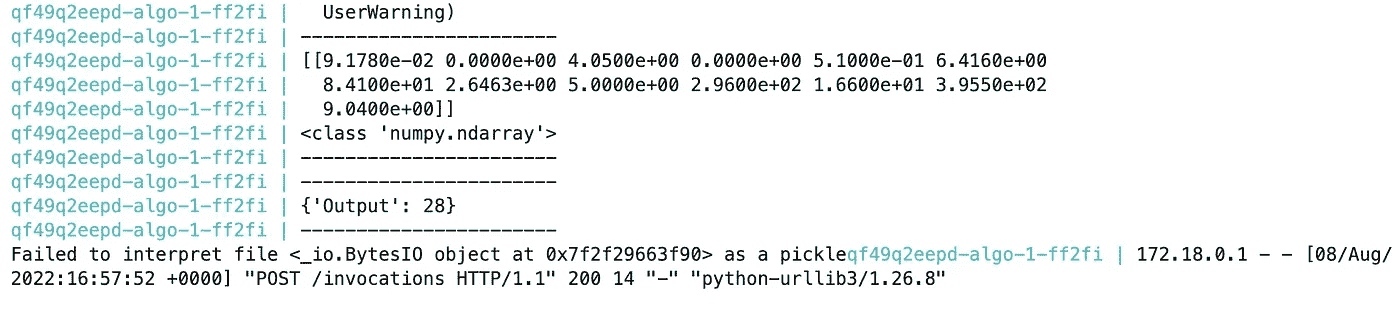 qf49q2eepd-algo-1-ff2fi |   UserWarning)
qf49q2eepd-algo-1-ff2fi | -----------------------
qf49q2eepd-algo-1-ff2fi | [[9.1780e-02 0.0000e+00 4.0500e+00 0.0000e+00 5.1000e-01 6.4160e+00
qf49q2eepd-algo-1-ff2fi |   8.4100e+01 2.6463e+00 5.0000e+00 2.9600e+02 1.6600e+01 3.9550e+02
qf49q2eepd-algo-1-ff2fi |   9.0400e+00]]
qf49q2eepd-algo-1-ff2fi | <class 'numpy.ndarray'>
qf49q2eepd-algo-1-ff2fi | -----------------------
qf49q2eepd-algo-1-ff2fi | -----------------------
qf49q2eepd-algo-1-ff2fi | {'Output': 28}
qf49q2eepd-algo-1-ff2fi | -----------------------
Failed to interpret file <_io.BytesIO object at 0x7f2f29663f90> as a pickleqf49q2eepd-algo-1-ff2fi | 172.18.0.1 - - [08/Aug/
2022:16:57:52 +0000] "POST /invocations HTTP/1.1" 200 14 "-" "python-urllib3/1.26.8"